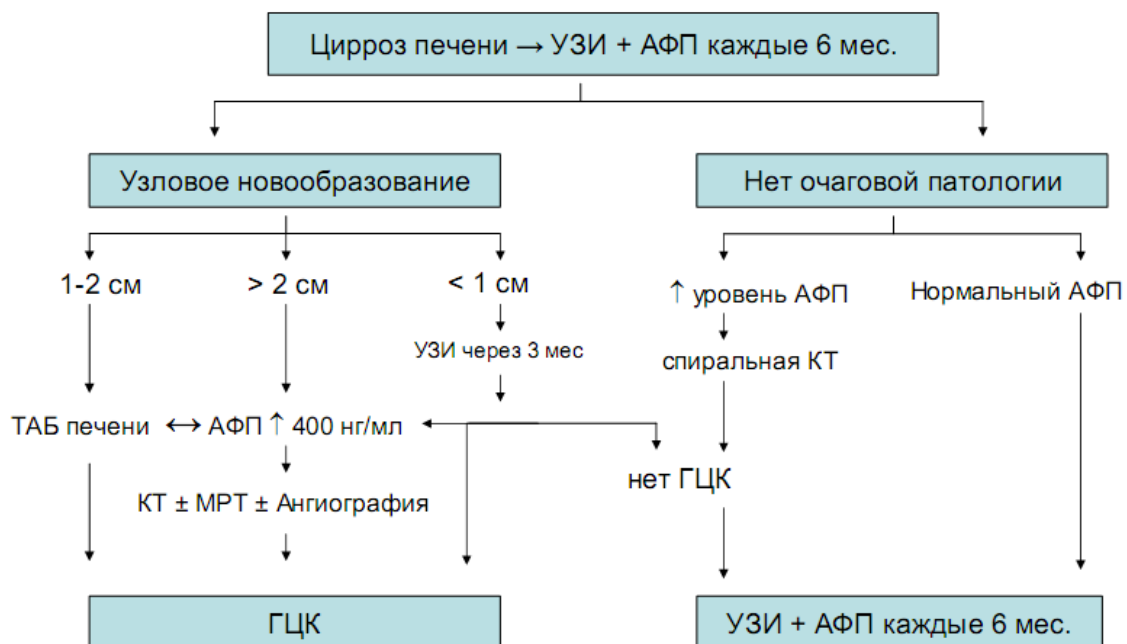 Цирроз печени → УЗИ + АФП каждые 6 мес.
Узловое новообразование
Нет очаговой патологии
1-2 см
> 2 см
< 1 см
↑ уровень АФП
Нормальный АФП
УЗИ через 3 мес
спиральная КТ
ТАБ печени ↔ АФП ↑ 400 нг/мл
нет ГЦК
КТ ± МРТ ± Ангиография
ГЦК
УЗИ + АФП каждые 6 мес.